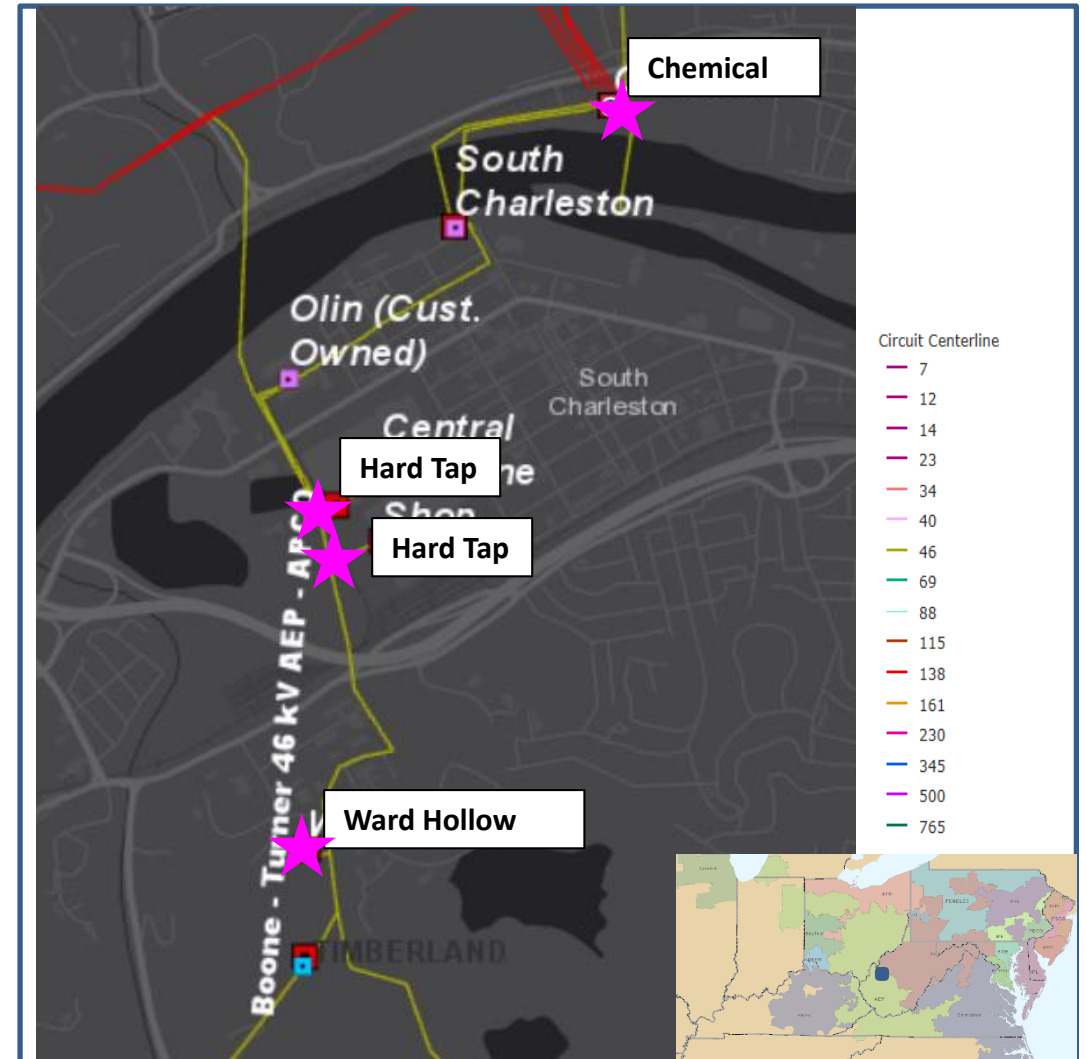 Chemical
South
Charleston
Olin (Cust.
Owned)
South
Charleston
Central
Hard Tap
Shop
Hard Tap
Boone - Turner 46 kV AEP - APCO
Ward Hollow
TIMBERLAND
Circuit Centerline
7
12
14
23
34
40
46
69
88
115
138
161
230
345
500
765
AEP